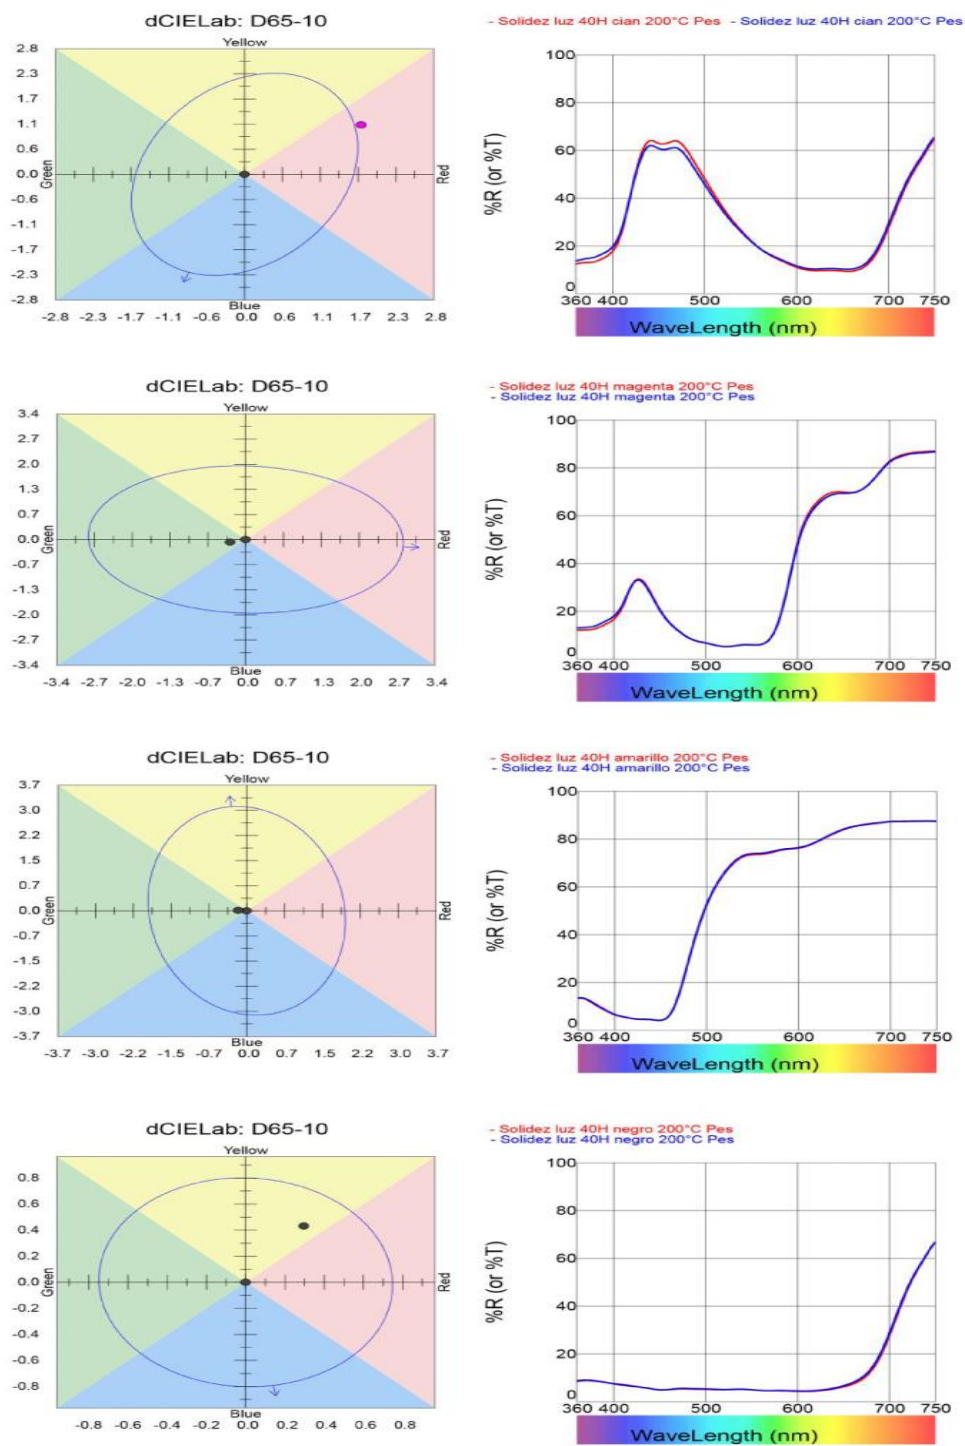 dCIELab: D65-10
- Solidez luz 40H cian 200°C Pes - Solidez luz 40H cian 200°C Pes
Yellow
2.8
2.3
1.7
1.1
0.6
0.0
-0.6
-1.1
-1.7
-2.3
-2.8
Green
Red
Blue
-2.8 -2.3 -1.7 -1.1 -0.6 0.0 0.6 1.1 1.7 2.3 2.8
%R (or %T)
100
80
60
40
20
0
360 400 500 600 700 750
WaveLength (nm)
dCIELab: D65-10
- Solidez luz 40H magenta 200°C Pes
- Solidez luz 40H magenta 200°C Pes
Yellow
3.4
2.7
2.0
1.3
0.7
0.0
-0.7
-1.3
-2.0
-2.7
-3.4
Green
Red
Blue
-3.4 -2.7 -2.0 -1.3 -0.7 0.0 0.7 1.3 2.0 2.7 3.4
%R (or %T)
100
80
60
40
20
0
360 400 500 600 700 750
WaveLength (nm)
dCIELab: D65-10
- Solidez luz 40H amarillo 200°C Pes
- Solidez luz 40H amarillo 200°C Pes
Yellow
3.7
3.0
2.2
1.5
0.7
0.0
-0.7
-1.5
-2.2
-3.0
-3.7
Green
Red
Blue
-3.7 -3.0 -2.2 -1.5 -0.7 0.0 0.7 1.5 2.2 3.0 3.7
%R (or %T)
100
80
60
40
20
0
360 400 500 600 700 750
WaveLength (nm)
dCIELab: D65-10
- Solidez luz 40H negro 200°C Pes
- Solidez luz 40H negro 200°C Pes
Yellow
0.8
0.6
0.4
0.2
0.0
-0.2
-0.4
-0.6
-0.8
Green
Red
Blue
-0.8 -0.6 -0.4 -0.2 0.0 0.2 0.4 0.6 0.8
%R (or %T)
100
80
60
40
20
0
360 400 500 600 700 750
WaveLength (nm)